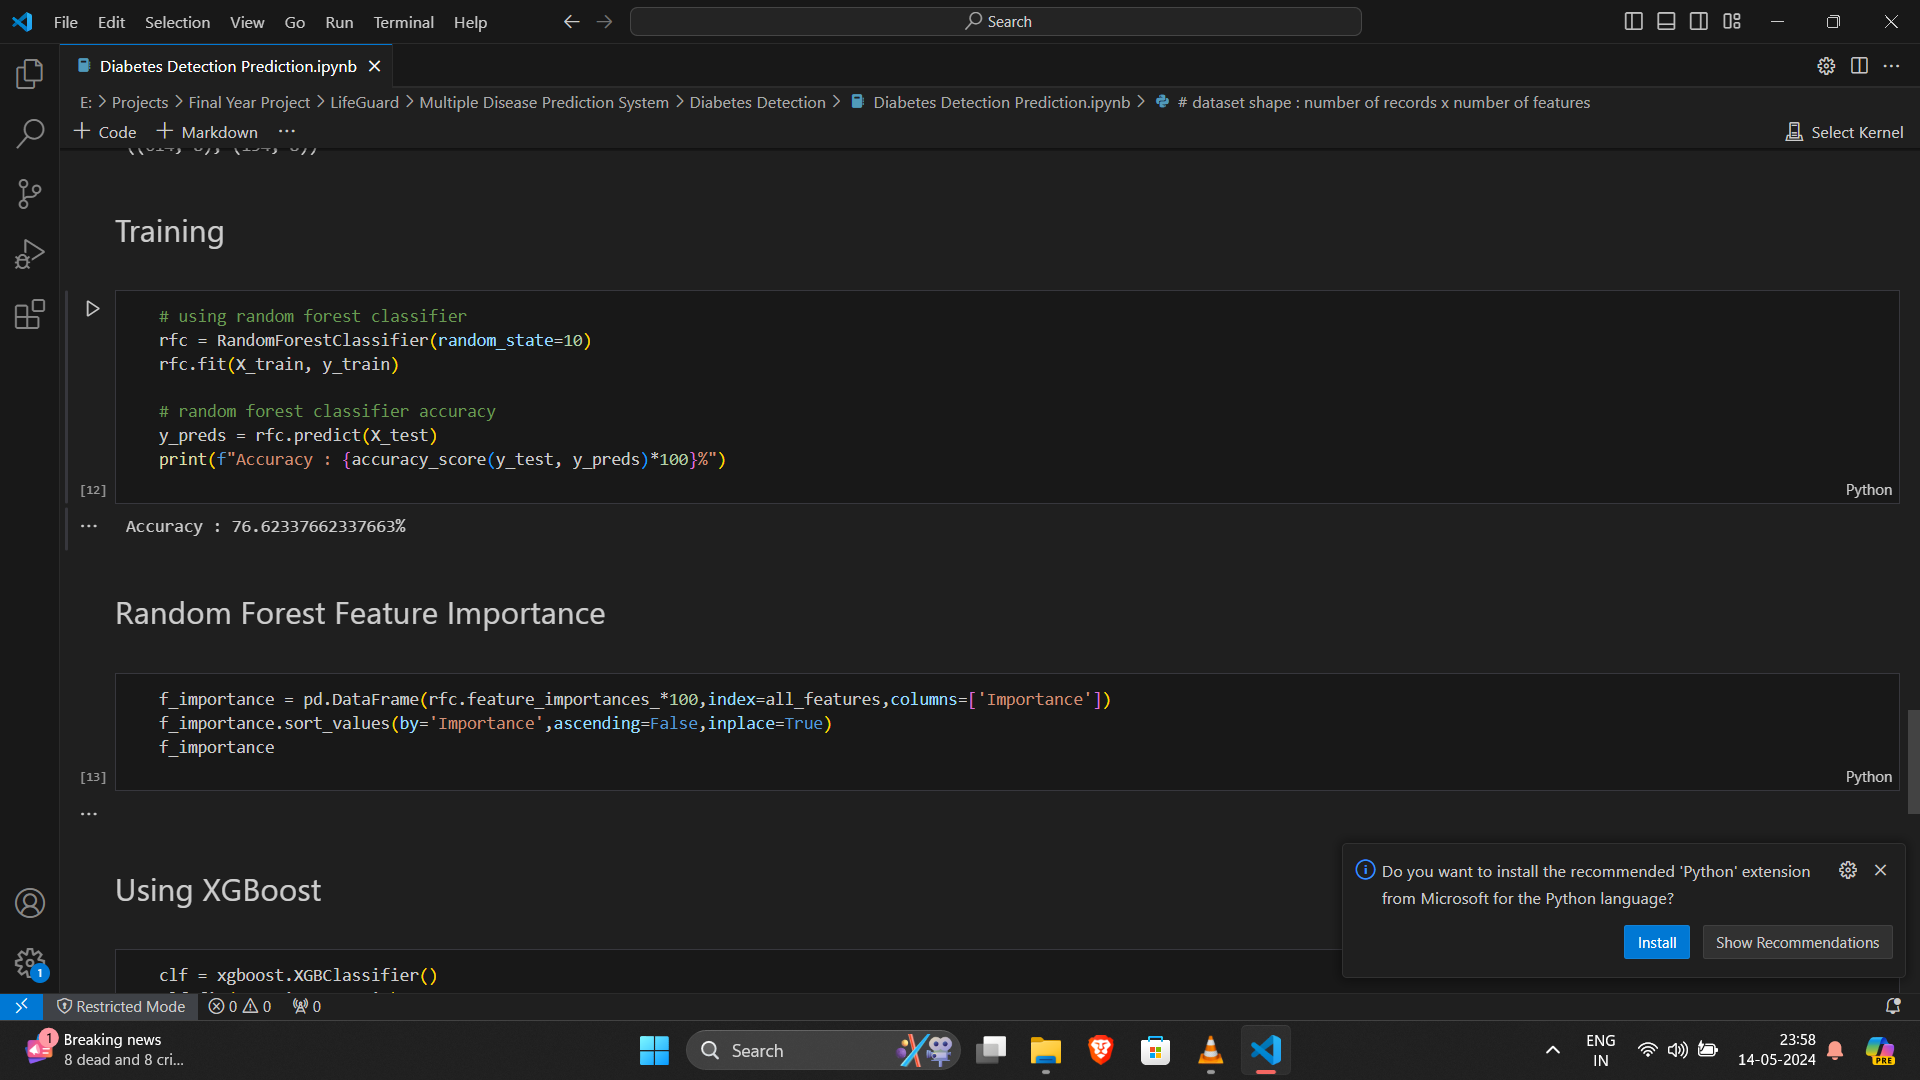 File Edit Selection View Go Run Terminal Help
Search
Diabetes Detection Prediction.ipynb
E: > Projects > Final Year Project > LifeGuard > Multiple Disease Prediction System > Diabetes Detection > Diabetes Detection Prediction.ipynb > # dataset shape : number of records x number of features
+ Code + Markdown ...
Select Kernel
Training
# using random forest classifier
rfc = RandomForestClassifier(random_state=10)
rfc.fit(X_train, y_train)
# random forest classifier accuracy
y_preds = rfc.predict(X_test)
print(f"Accuracy : {accuracy_score(y_test, y_preds)*100}%")
[12]
Python
... Accuracy : 76.62337662337663%
Random Forest Feature Importance
f_importance = pd.DataFrame(rfc.feature_importances_*100,index=all_features,columns=['Importance'])
f_importance.sort_values(by='Importance',ascending=False,inplace=True)
f_importance
[13]
Python
...
Using XGBoost
clf = xgboost.XGBClassifier()
Do you want to install the recommended 'Python' extension
from Microsoft for the Python language?
Install
Show Recommendations
1
Restricted Mode 0 0 0
1
Breaking news
8 dead and 8 cri...
Search
ENG
IN
23:58
14-05-2024
PRE